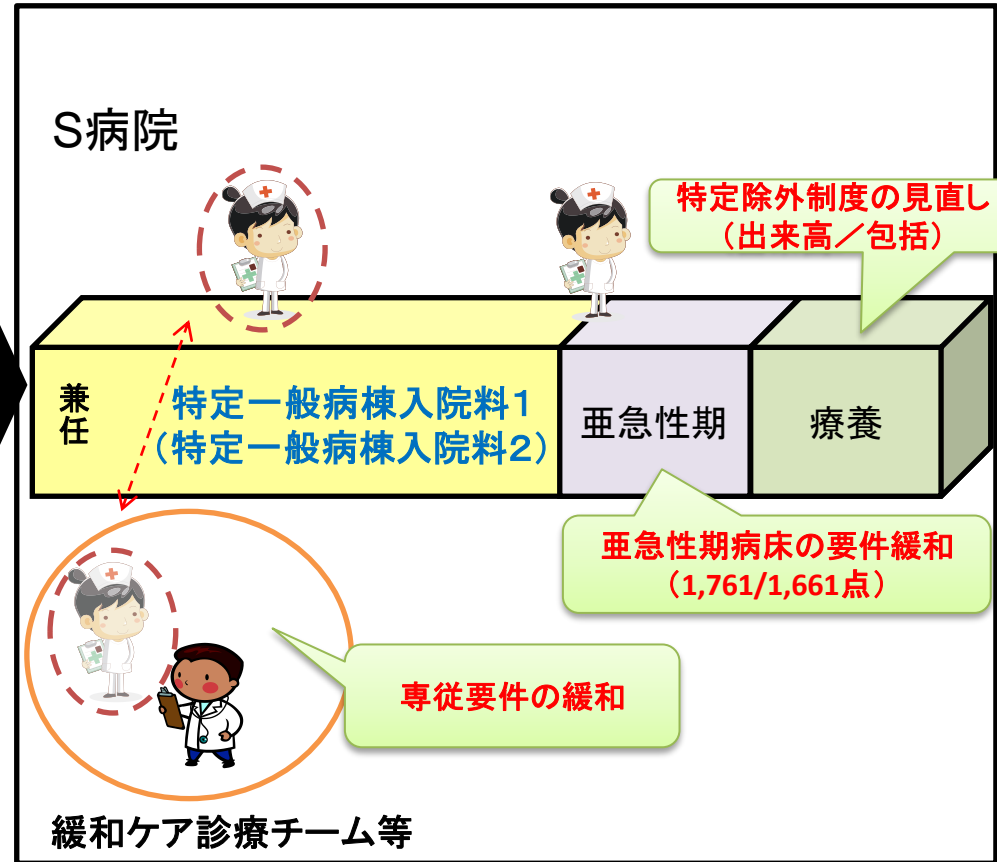 S病院
特定除外制度の見直し
(出来高／包括)
兼任
特定一般病棟入院料1
(特定一般病棟入院料2)
亜急性期
療養
亜急性期病床の要件緩和
(1,761/1,661点)
専従要件の緩和
緩和ケア診療チーム等